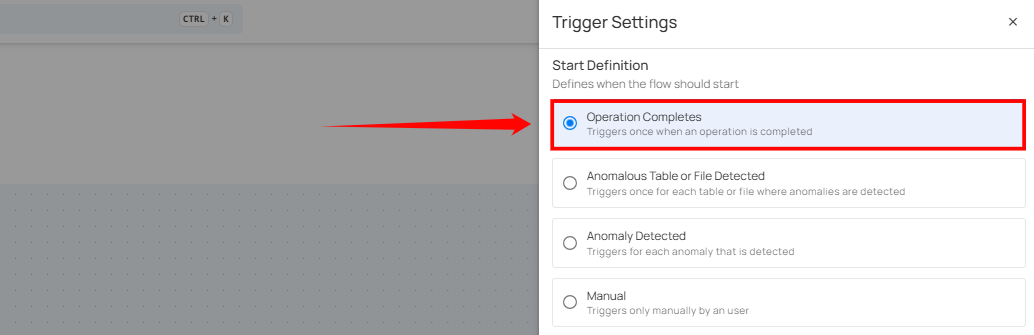 CTRL + K
Trigger Settings
Start Definition
Defines when the flow should start
Operation Completes
Triggers once when an operation is completed
Anomalous Table or File Detected
Triggers once for each table or file where anomalies are detected
Anomaly Detected
Triggers for each anomaly that is detected
Manual
Triggers only manually by an user